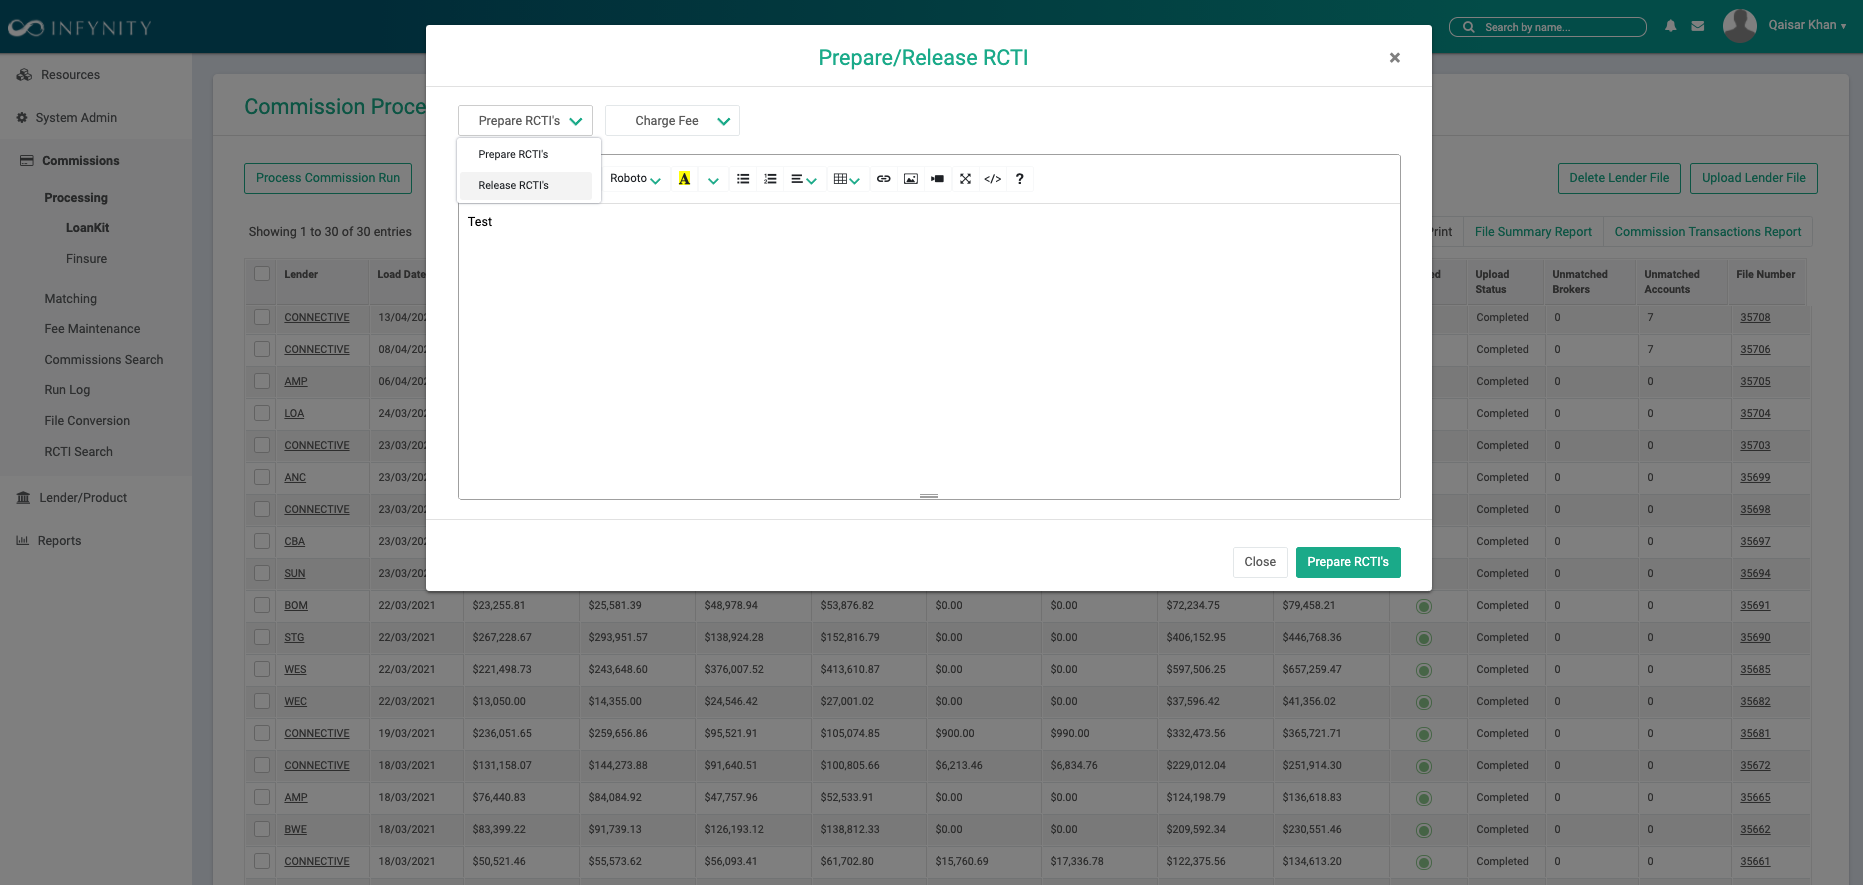 INFYNITY
Search by name...
Qaisar Khan
Resources
System Admin
Commissions
Processing
LoanKit
Finsure
Matching
Fee Maintenance
Commissions Search
Run Log
File Conversion
RCTI Search
Lender/Product
Reports
Commission Proce
Process Commission Run
Delete Lender File
Upload Lender File
Showing 1 to 30 of 30 entries
rint
File Summary Report
Commission Transactions Report
Prepare/Release RCTI
×
Prepare RCTI's
Charge Fee
Prepare RCTI's
Release RCTI's
Roboto
A
</>
?
Test
Close
Prepare RCTI's
Lender Load Date ed Upload Status Unmatched Brokers Unmatched Accounts File Number
CONNECTIVE 13/04/202 Completed 0 7 35708
CONNECTIVE 08/04/202 Completed 0 7 35706
AMP 06/04/202 Completed 0 0 35705
LOA 24/03/202 Completed 0 0 35704
CONNECTIVE 23/03/202 Completed 0 0 35703
ANC 23/03/202 Completed 0 0 35699
CONNECTIVE 23/03/202 Completed 0 0 35698
CBA 23/03/202 Completed 0 0 35697
SUN 23/03/202 Completed 0 0 35694
BOM 22/03/2021 $23,255.81 $25,581.39 $48,978.94 $53,876.82 $0.00 $0.00 $72,234.75 $79,458.21 Completed 0 0 35691
STG 22/03/2021 $267,228.67 $293,951.57 $138,924.28 $152,816.79 $0.00 $0.00 $406,152.95 $446,768.36 Completed 0 0 35690
WES 22/03/2021 $221,498.73 $243,648.60 $376,007.52 $413,610.87 $0.00 $0.00 $597,506.25 $657,259.47 Completed 0 0 35685
WEC 22/03/2021 $13,050.00 $14,355.00 $24,546.42 $27,001.02 $0.00 $0.00 $37,596.42 $41,356.02 Completed 0 0 35682
CONNECTIVE 19/03/2021 $236,051.65 $259,656.86 $95,521.91 $105,074.85 $900.00 $990.00 $332,473.56 $365,721.71 Completed 0 0 35681
CONNECTIVE 18/03/2021 $131,158.07 $144,273.88 $91,640.51 $100,805.66 $6,213.46 $6,834.76 $229,012.04 $251,914.30 Completed 0 0 35672
AMP 18/03/2021 $76,440.83 $84,084.92 $47,757.96 $52,533.91 $0.00 $0.00 $124,198.79 $136,618.83 Completed 0 0 35665
BWE 18/03/2021 $83,399.22 $91,739.13 $126,193.12 $138,812.33 $0.00 $0.00 $209,592.34 $230,551.46 Completed 0 0 35662
CONNECTIVE 18/03/2021 $50,521.46 $55,573.62 $56,093.41 $61,702.80 $15,760.69 $17,336.78 $122,375.56 $134,613.20 Completed 0 0 35661